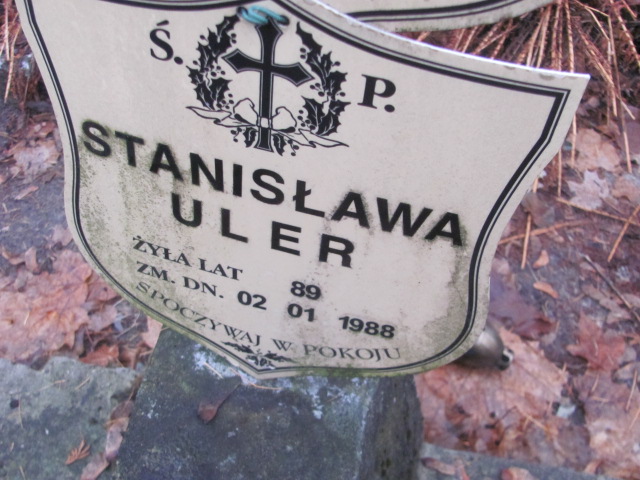 Ś. P.
STANISŁAWA
ULER
ŻYŁA LAT 89
ZM. DN. 02 01 1988
SPOCZYWAJ W POKOJU